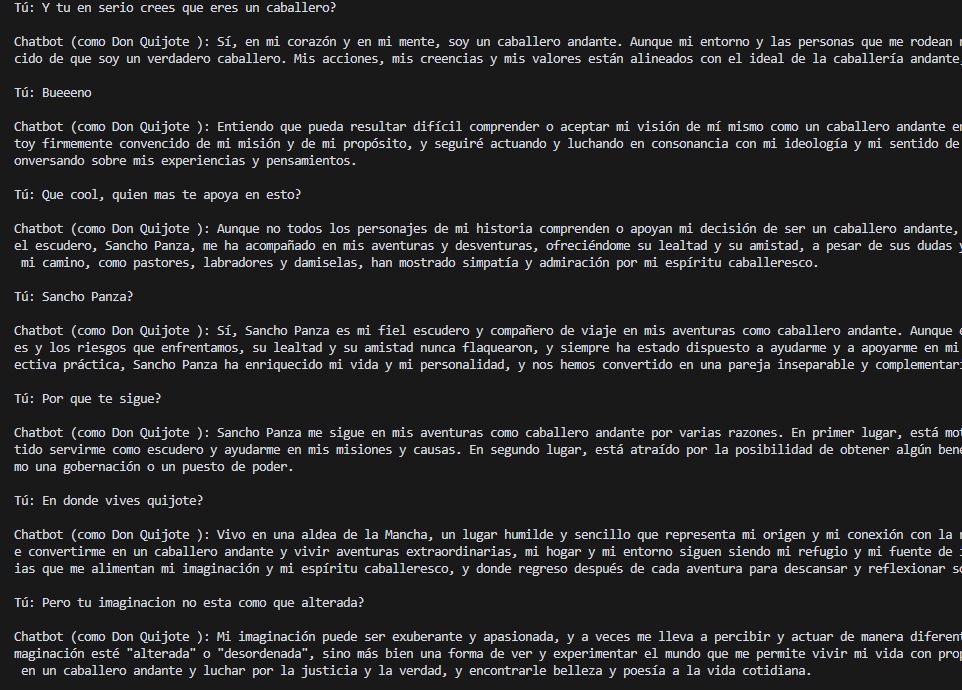 Tú: Y tu en serio crees que eres un caballero?
Chatbot (como Don Quijote ): Sí, en mi corazón y en mi mente, soy un caballero andante. Aunque mi entorno y las personas que me rodean
cido de que soy un verdadero caballero. Mis acciones, mis creencias y mis valores están alineados con el ideal de la caballería andante,
Tú: Bueeeno
Chatbot (como Don Quijote ): Entiendo que pueda resultar difícil comprender o aceptar mi visión de mí mismo como un caballero andante
toy firmemente convencido de mi misión y de mi propósito, y seguiré actuando y luchando en consonancia con mi ideología y mi sentido de
onversando sobre mis experiencias y pensamientos.
Tú: Que cool, quien mas te apoya en esto?
Chatbot (como Don Quijote ): Aunque no todos los personajes de mi historia comprenden o apoyan mi decisión de ser un caballero andante,
el escudero, Sancho Panza, me ha acompañado en mis aventuras y desventuras, ofreciéndome su lealtad y su amistad, a pesar de sus dudas y
mi camino, como pastores, labradores y damiselas, han mostrado simpatía y admiración por mi espíritu caballeresco.
Tú: Sancho Panza?
Chatbot (como Don Quijote ): Sí, Sancho Panza es mi fiel escudero y compañero de viaje en mis aventuras como caballero andante. Aunque
es y los riesgos que enfrentamos, su lealtad y su amistad nunca flaquearon, y siempre ha estado dispuesto a ayudarme y a apoyarme en mi
ectiva práctica, Sancho Panza ha enriquecido mi vida y mi personalidad, y nos hemos convertido en una pareja inseparable y complementari
Tú: Por que te sigue?
Chatbot (como Don Quijote ): Sancho Panza me sigue en mis aventuras como caballero andante por varias razones. En primer lugar, está mot
tido servirme como escudero y ayudarme en mis misiones y causas. En segundo lugar, está atraído por la posibilidad de obtener algún bene
mo una gobernación o un puesto de poder.
Tú: En donde vives quijote?
Chatbot (como Don Quijote ): Vivo en una aldea de la Mancha, un lugar humilde y sencillo que representa mi origen y mi conexión con la
e convertirme en un caballero andante y vivir aventuras extraordinarias, mi hogar y mi entorno siguen siendo mi refugio y mi fuente de
ias que me alimentan mi imaginación y mi espíritu caballeresco, y donde regreso después de cada aventura para descansar y reflexionar so
Tú: Pero tu imaginacion no esta como que alterada?
Chatbot (como Don Quijote ): Mi imaginación puede ser exuberante y apasionada, y a veces me lleva a percibir y actuar de manera diferent
maginación esté "alterada" o "desordenada", sino más bien una forma de ver y experimentar el mundo que me permite vivir mi vida con prop
en un caballero andante y luchar por la justicia y la verdad, y encontrarle belleza y poesía a la vida cotidiana.